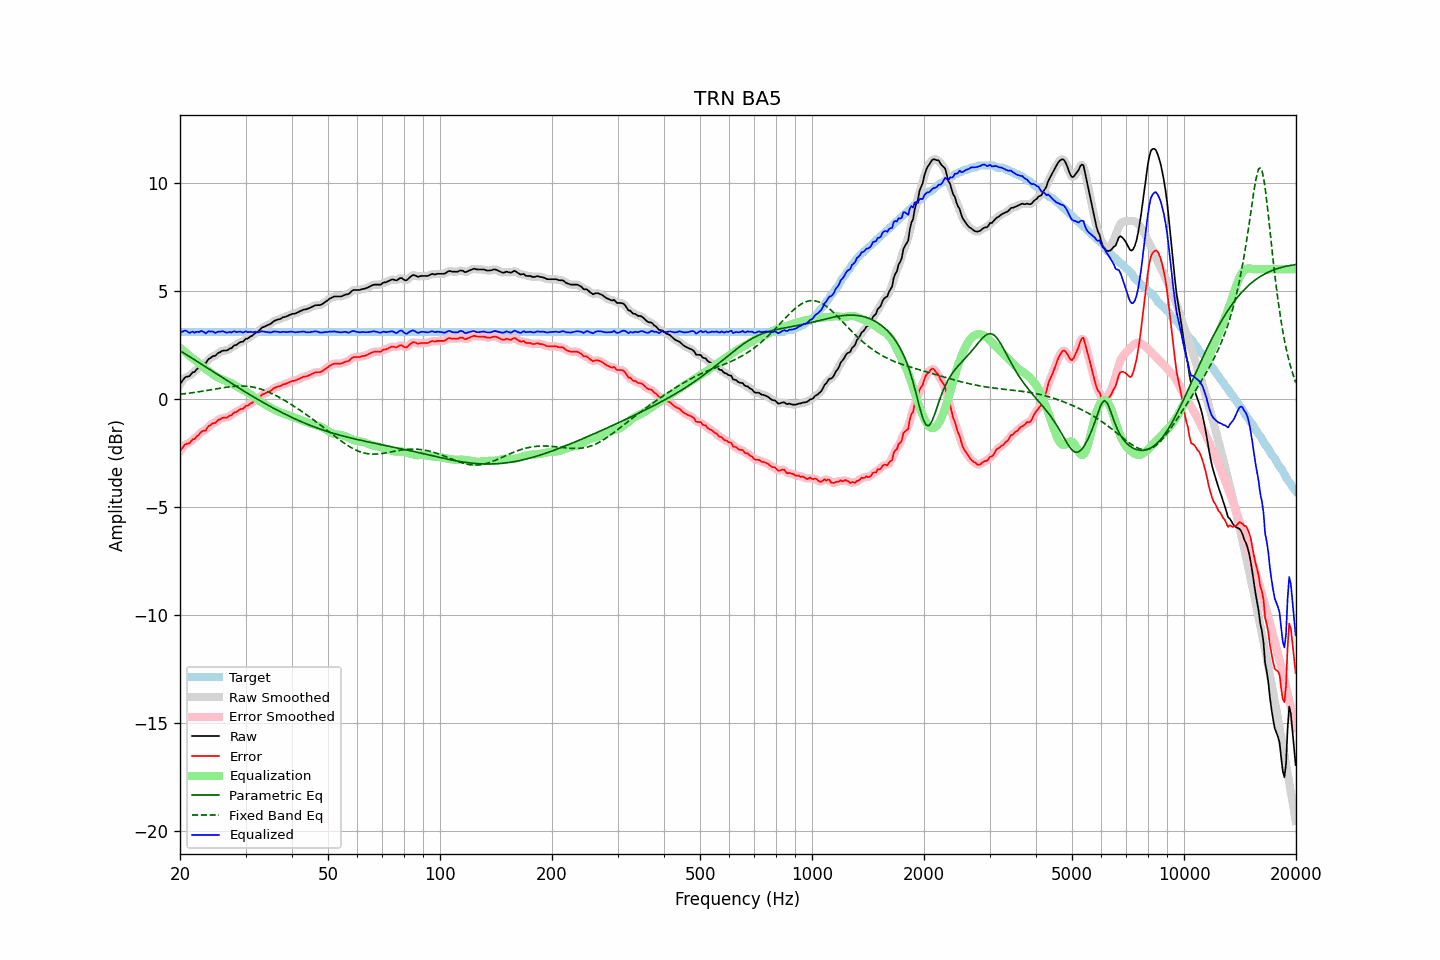 TRN BA5
Amplitude (dBr)
10
5
0
−5
−10
−15
−20
Target
Raw Smoothed
Error Smoothed
Raw
Error
Equalization
Parametric Eq
Fixed Band Eq
Equalized
20 50 100 200 500 1000 2000 5000 10000 20000
Frequency (Hz)